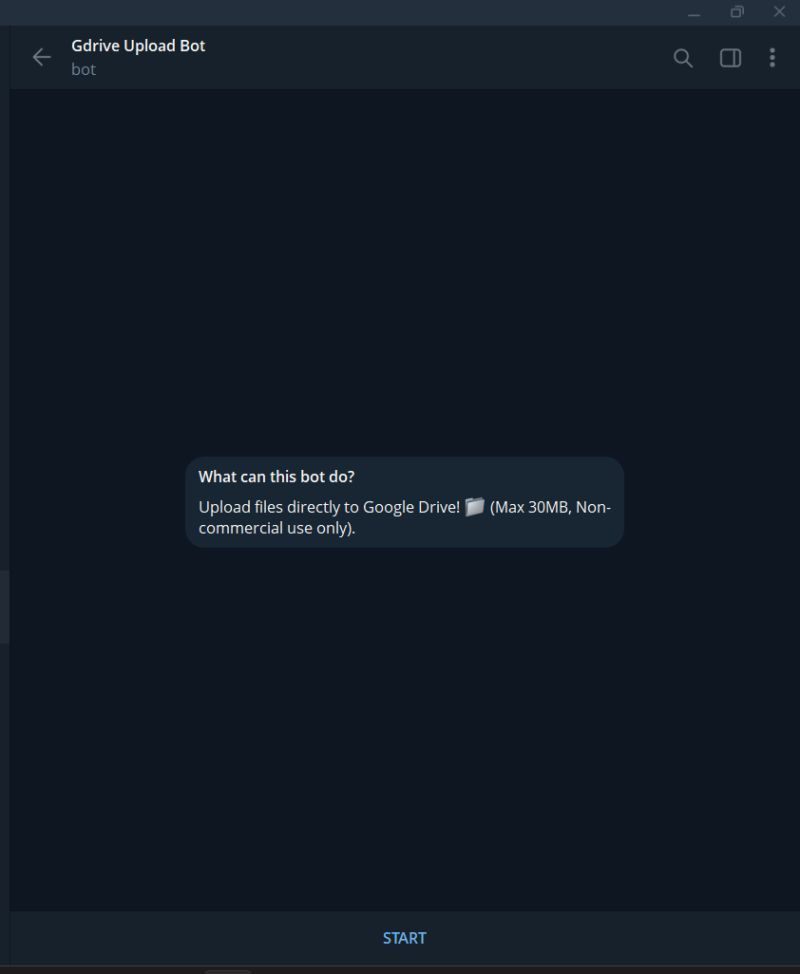 Gdrive Upload Bot
bot
What can this bot do?
Upload files directly to Google Drive! 📁 (Max 30MB, Non-
commercial use only).
START